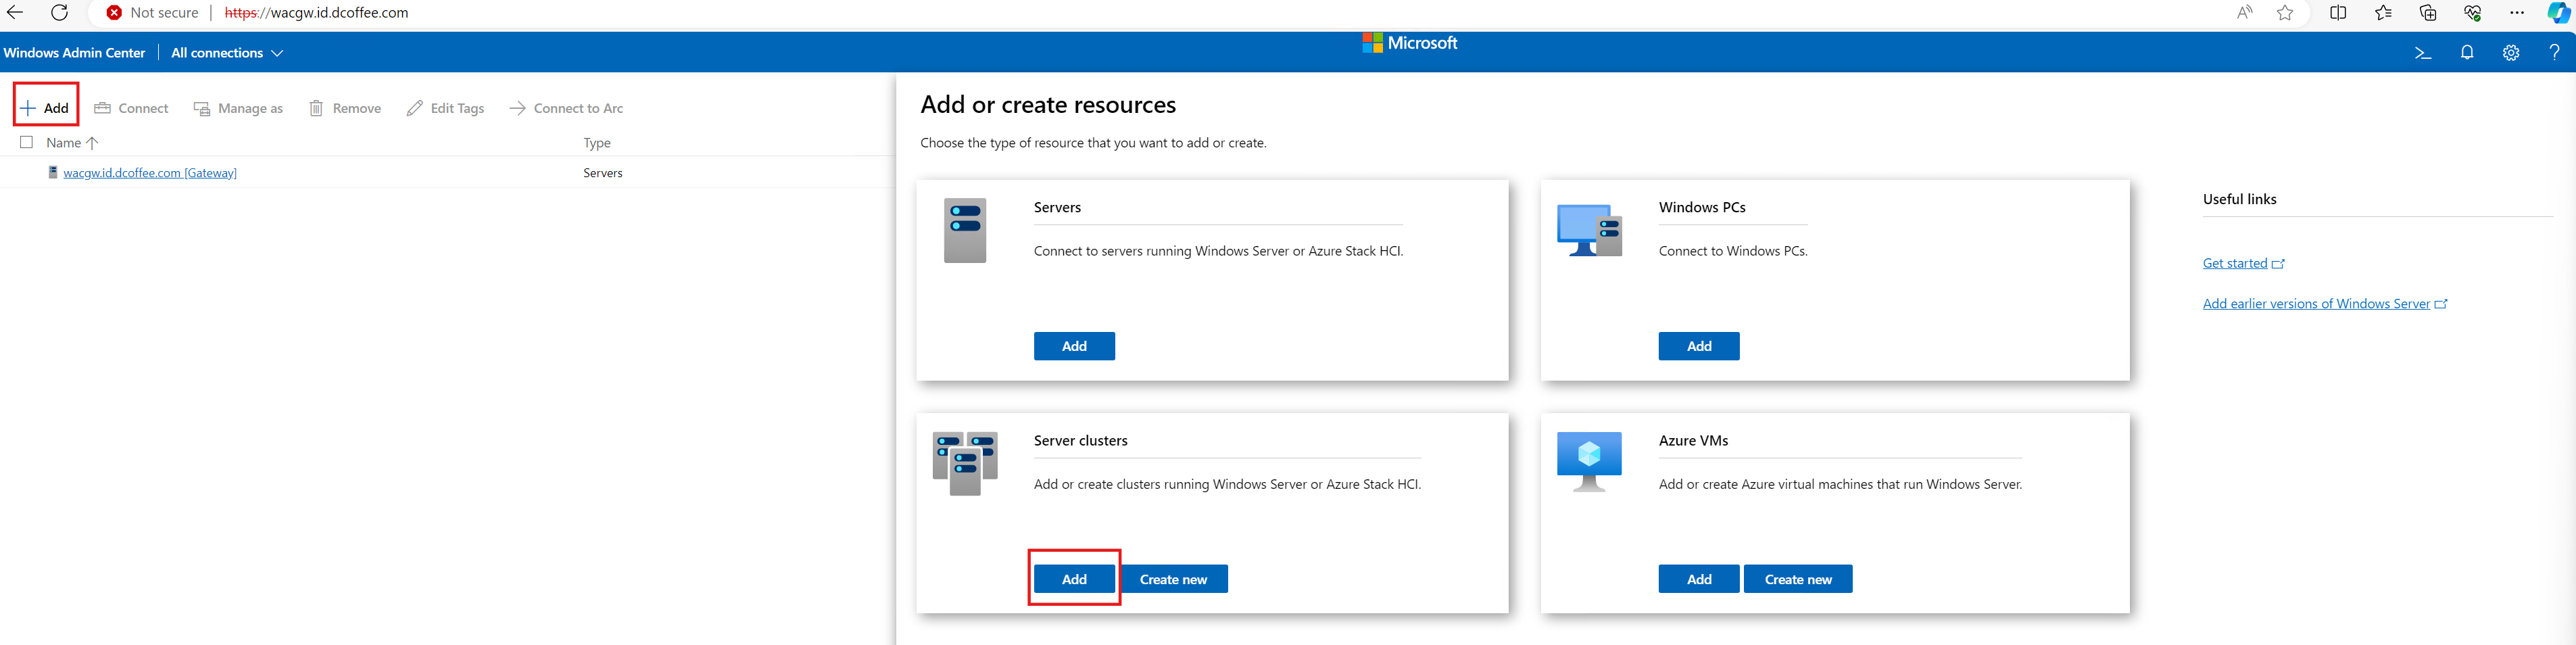 Not secure | https://wacgw.id.dcoffee.com
Windows Admin Center | All connections
Microsoft
Add Connect Manage as Remove Edit Tags Connect to Arc
Name Type
wacgw.id.dcoffee.com [Gateway] Servers
Add or create resources
Choose the type of resource that you want to add or create.
Servers
Connect to servers running Windows Server or Azure Stack HCI.
Add
Windows PCs
Connect to Windows PCs.
Add
Server clusters
Add or create clusters running Windows Server or Azure Stack HCI.
Add Create new
Azure VMs
Add or create Azure virtual machines that run Windows Server.
Add Create new
Useful links
Get started
Add earlier versions of Windows Server